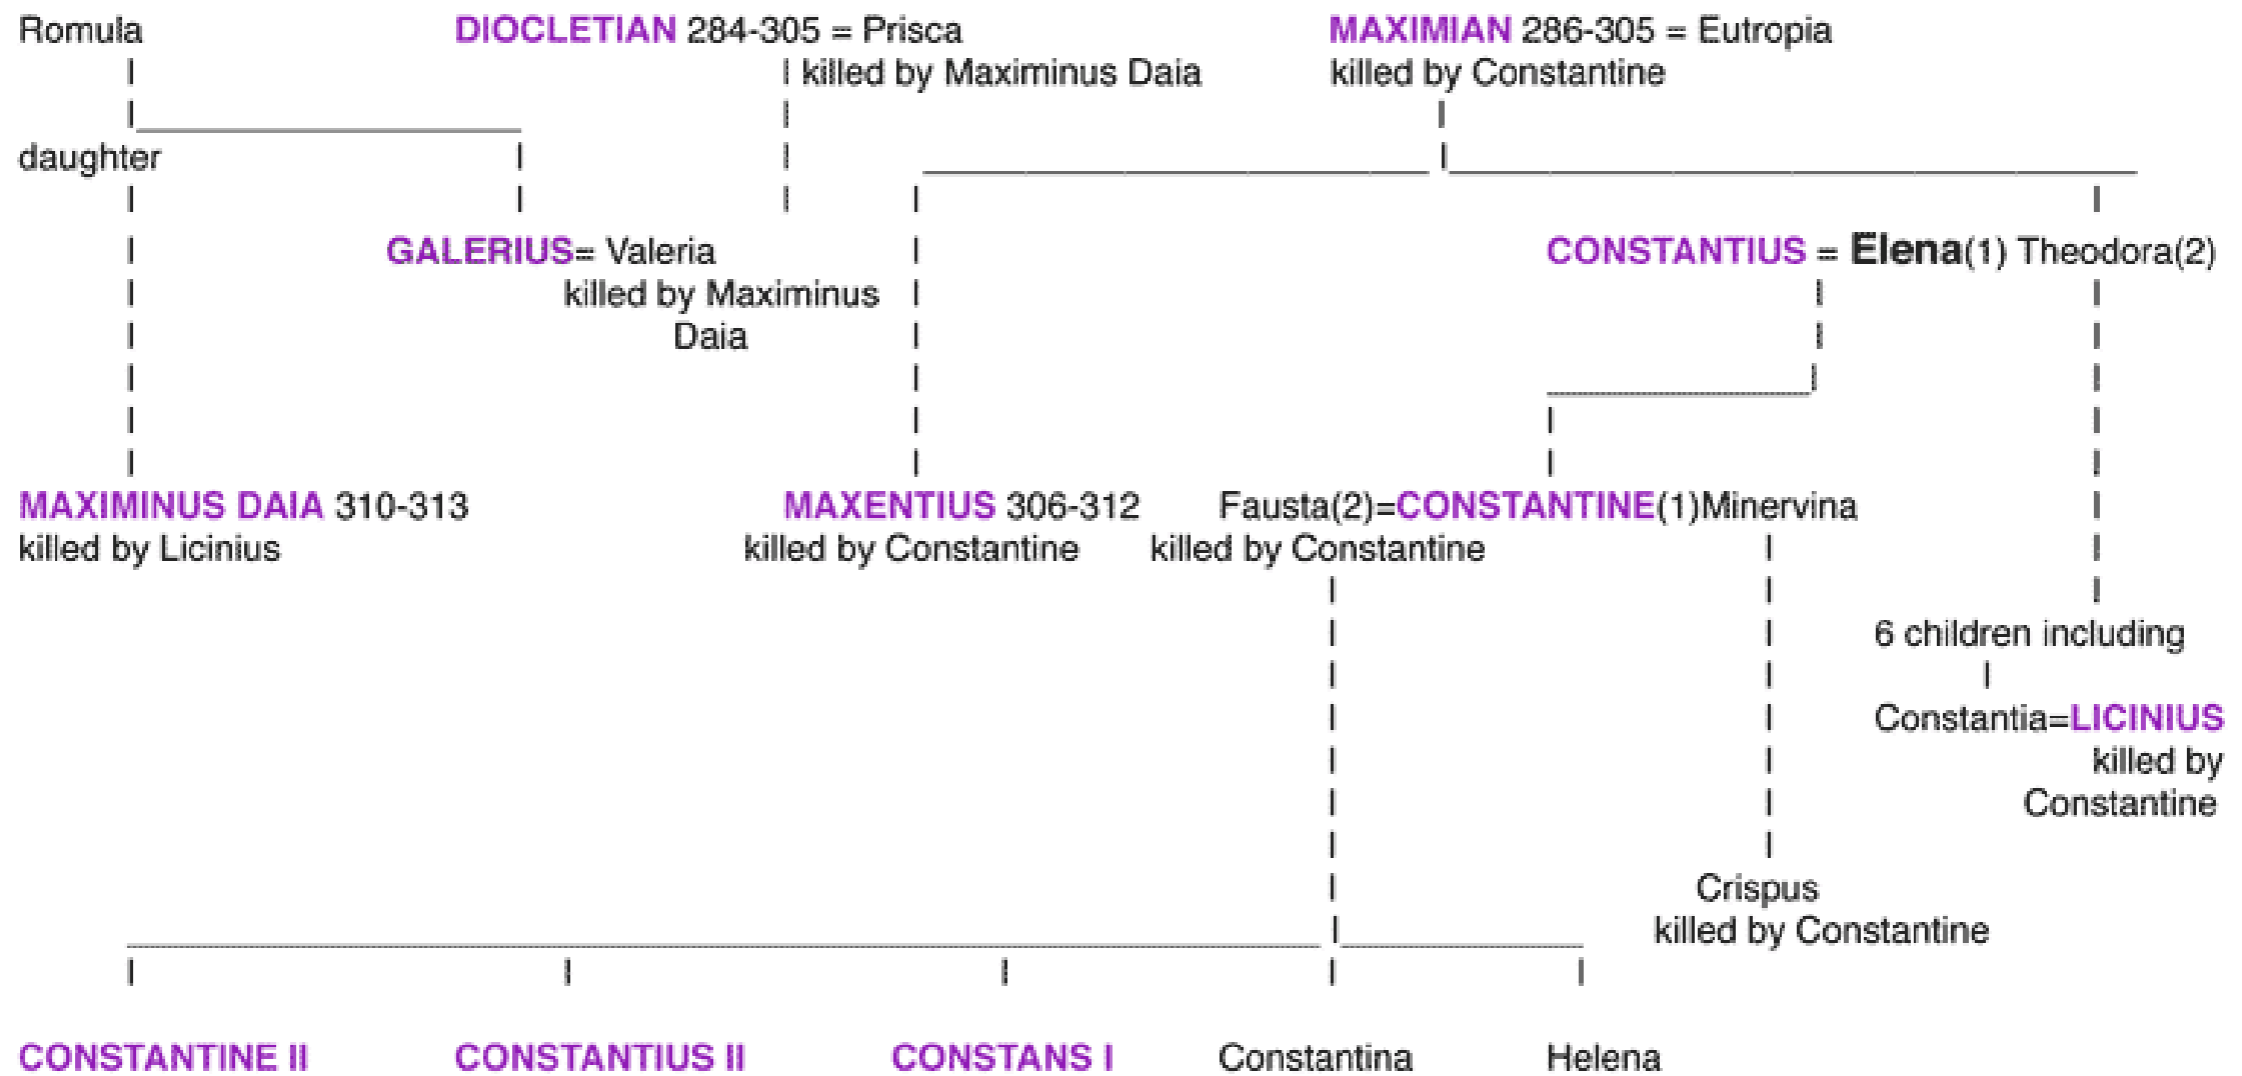 Romula DIOCLETIAN 284-305 = Prisca MAXIMIAN 286-305 = Eutropia
killed by Maximinus Daia killed by Constantine
daughter
GALERIUS= Valeria CONSTANTIUS = Elena(1) Theodora(2)
killed by Maximinus
Daia
MAXIMINUS DAIA 310-313 MAXENTIUS 306-312 Fausta(2)=CONSTANTINE(1)Minervina
killed by Licinius killed by Constantine killed by Constantine
6 children including
Constantia=LICINIUS
killed by
Constantine
Crispus
killed by Constantine
CONSTANTINE II CONSTANTIUS II CONSTANS I Constantina Helena